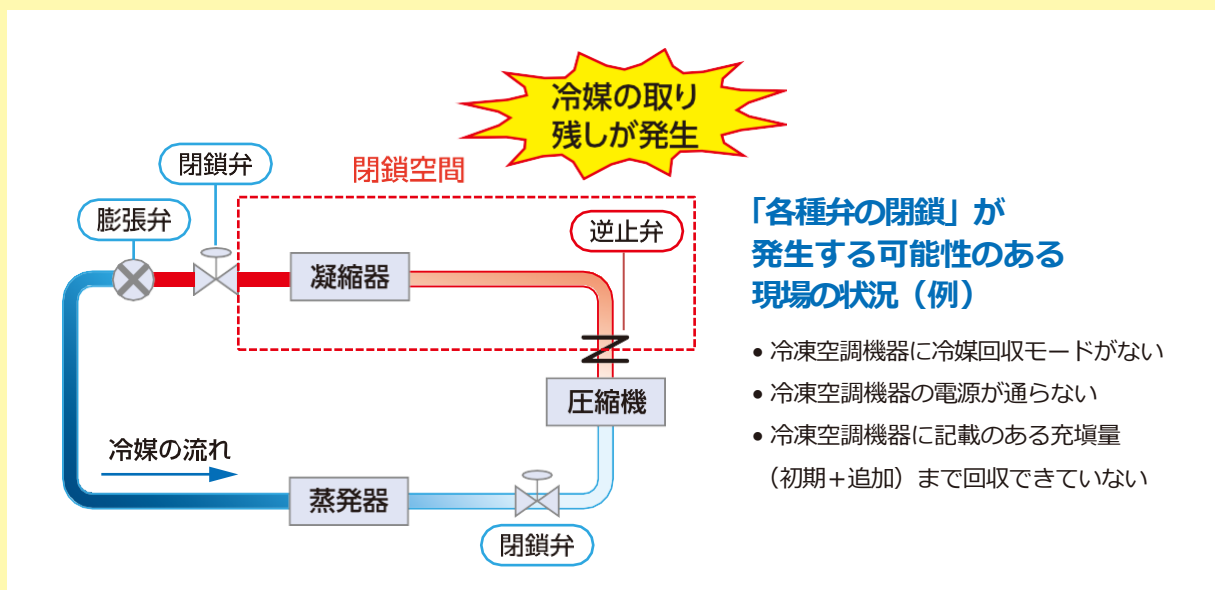 冷媒の取り
残しが発生
閉鎖弁
閉鎖空間
膨張弁
逆止弁
凝縮器
圧縮機
冷媒の流れ
蒸発器
閉鎖弁
「各種弁の閉鎖」が
発生する可能性のある
現場の状況（例）
• 冷凍空調機器に冷媒回収モードがない
• 冷凍空調機器の電源が通らない
• 冷凍空調機器に記載のある充塡量
（初期＋追加）まで回収できていない